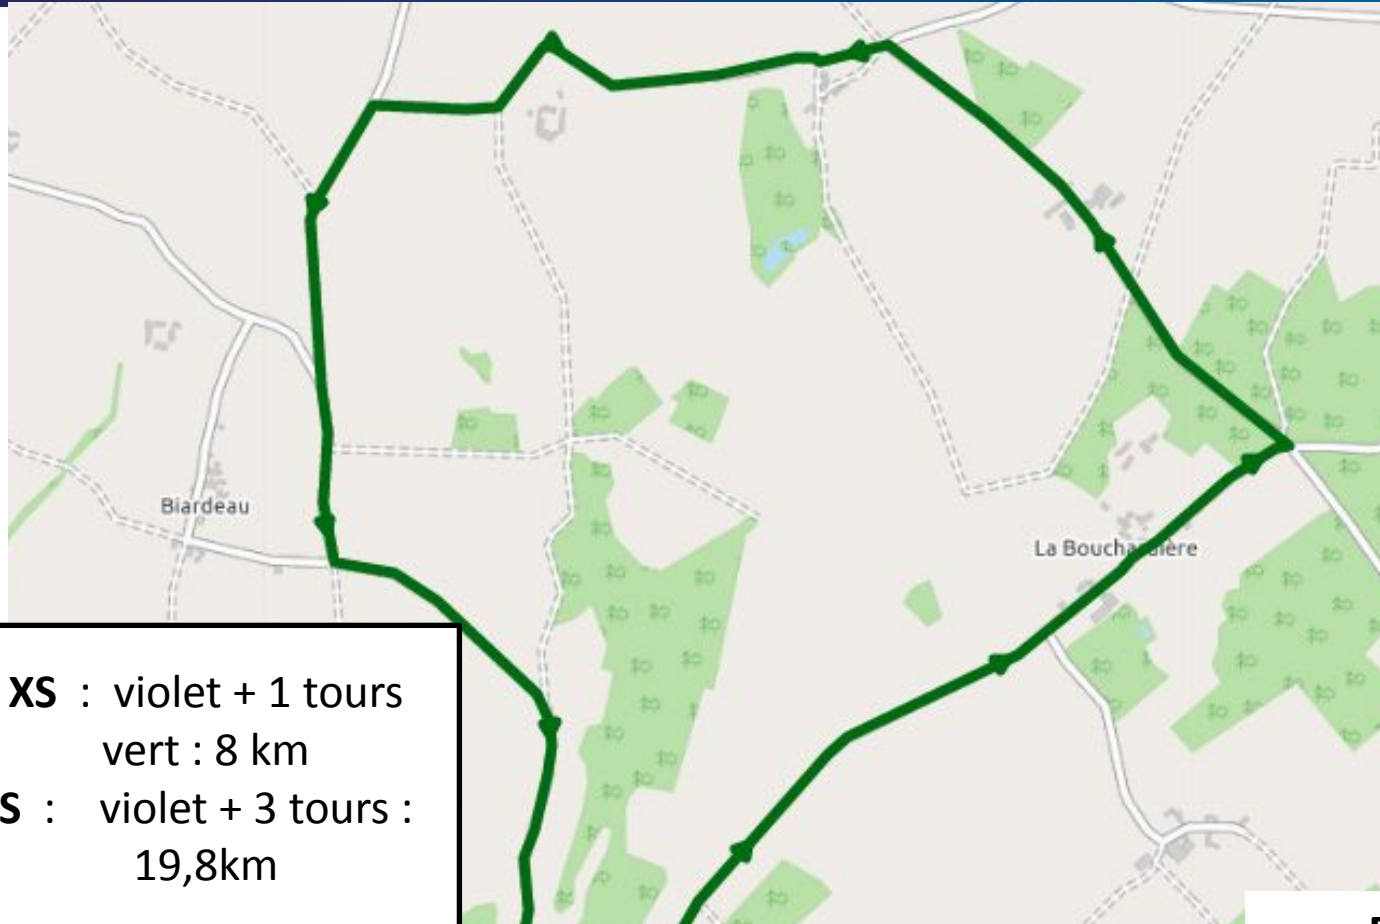 Biardeau
La Bouchardière
XS : violet + 1 tours
vert : 8 km
S : violet + 3 tours :
19,8km